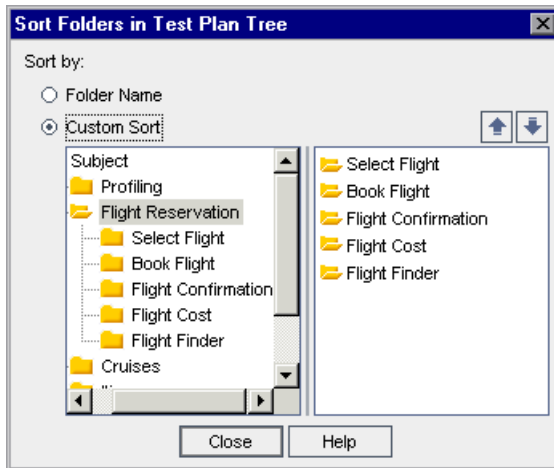 Sort Folders in Test Plan Tree
Sort by:
Folder Name
Custom Sort
Subject
Profiling
Flight Reservation
Select Flight
Book Flight
Flight Confirmation
Flight Cost
Flight Finder
Cruises
Select Flight
Book Flight
Flight Confirmation
Flight Cost
Flight Finder
Close
Help